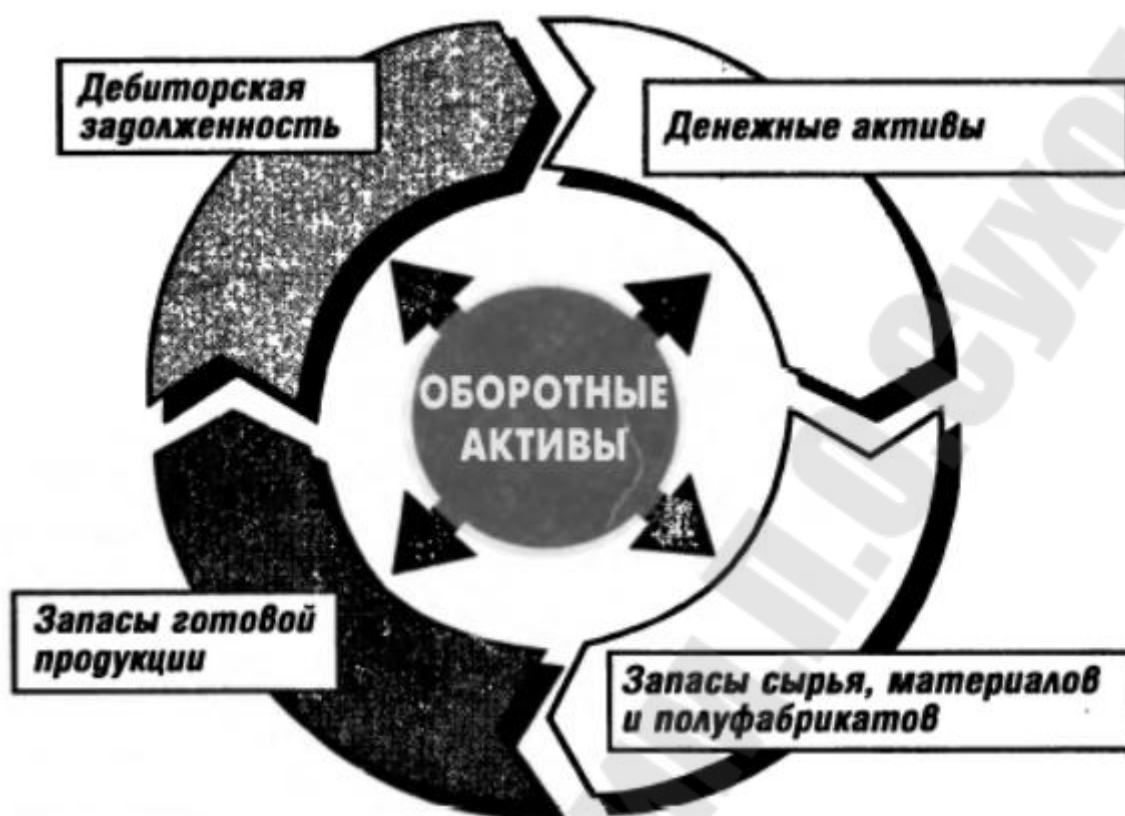 Дебиторская
задолженность
Денежные активы
ОБОРОТНЫЕ
АКТИВЫ
Запасы готовой
продукции
Запасы сырья, материалов
и полуфабрикатов